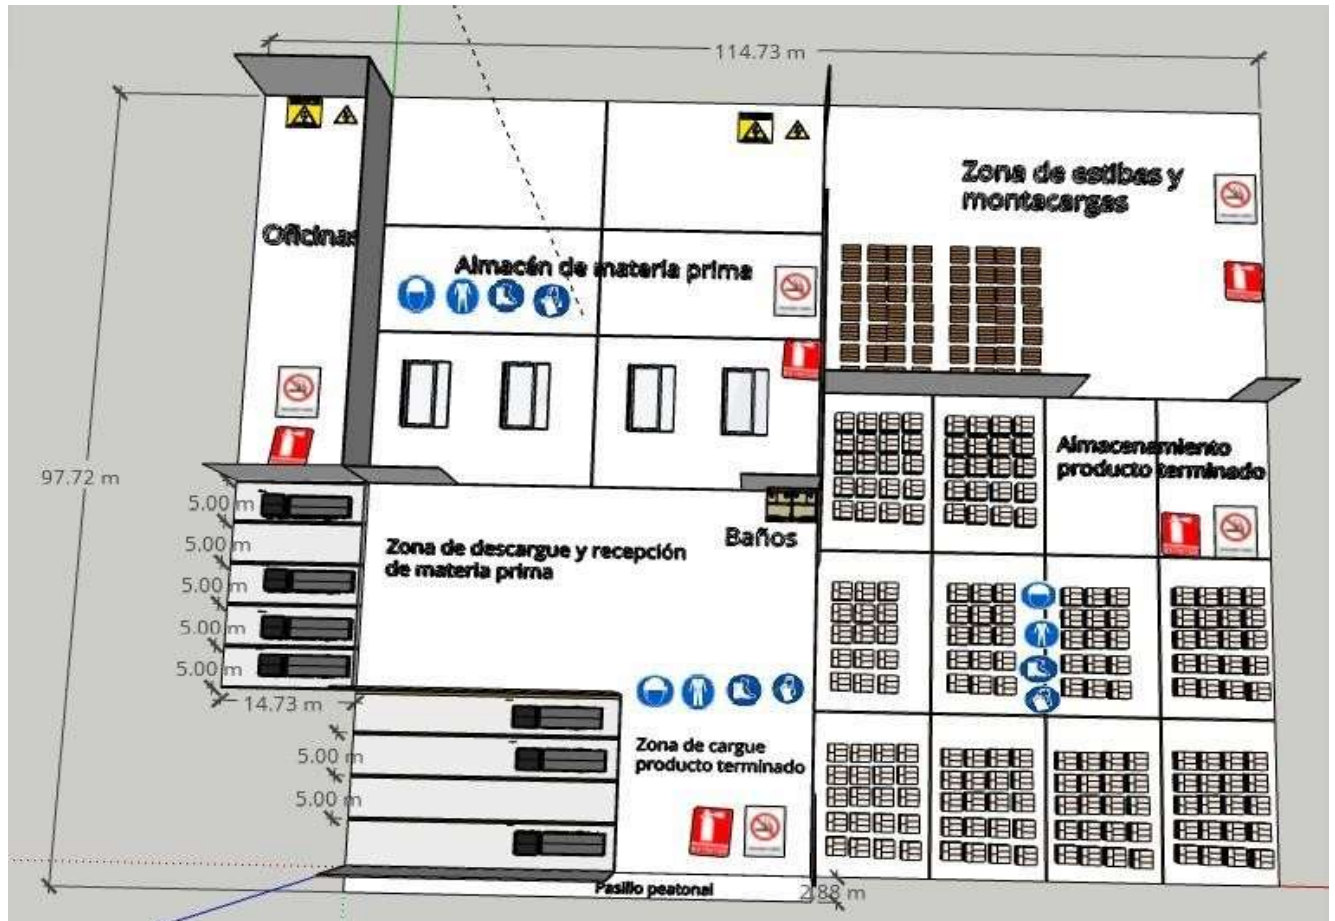 114.73 m
Zona de estibas y
montacargas
Oficinas
Almacén de materia prima
97.72 m
Almacenamiento
producto terminado
5.00 m
5.00 m
5.00 m
5.00 m
5.00 m
Baños
Zona de descargue y recepción
de materia prima
14.73 m
5.00 m
5.00 m
Zona de cargue
producto terminado
Pasillo peatonal
2.88 m